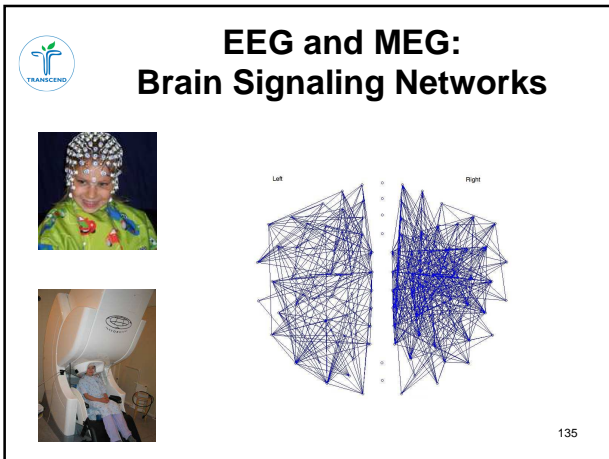 EEG and MEG:
Brain Signaling Networks
TRANSCEND
Left
Right
135